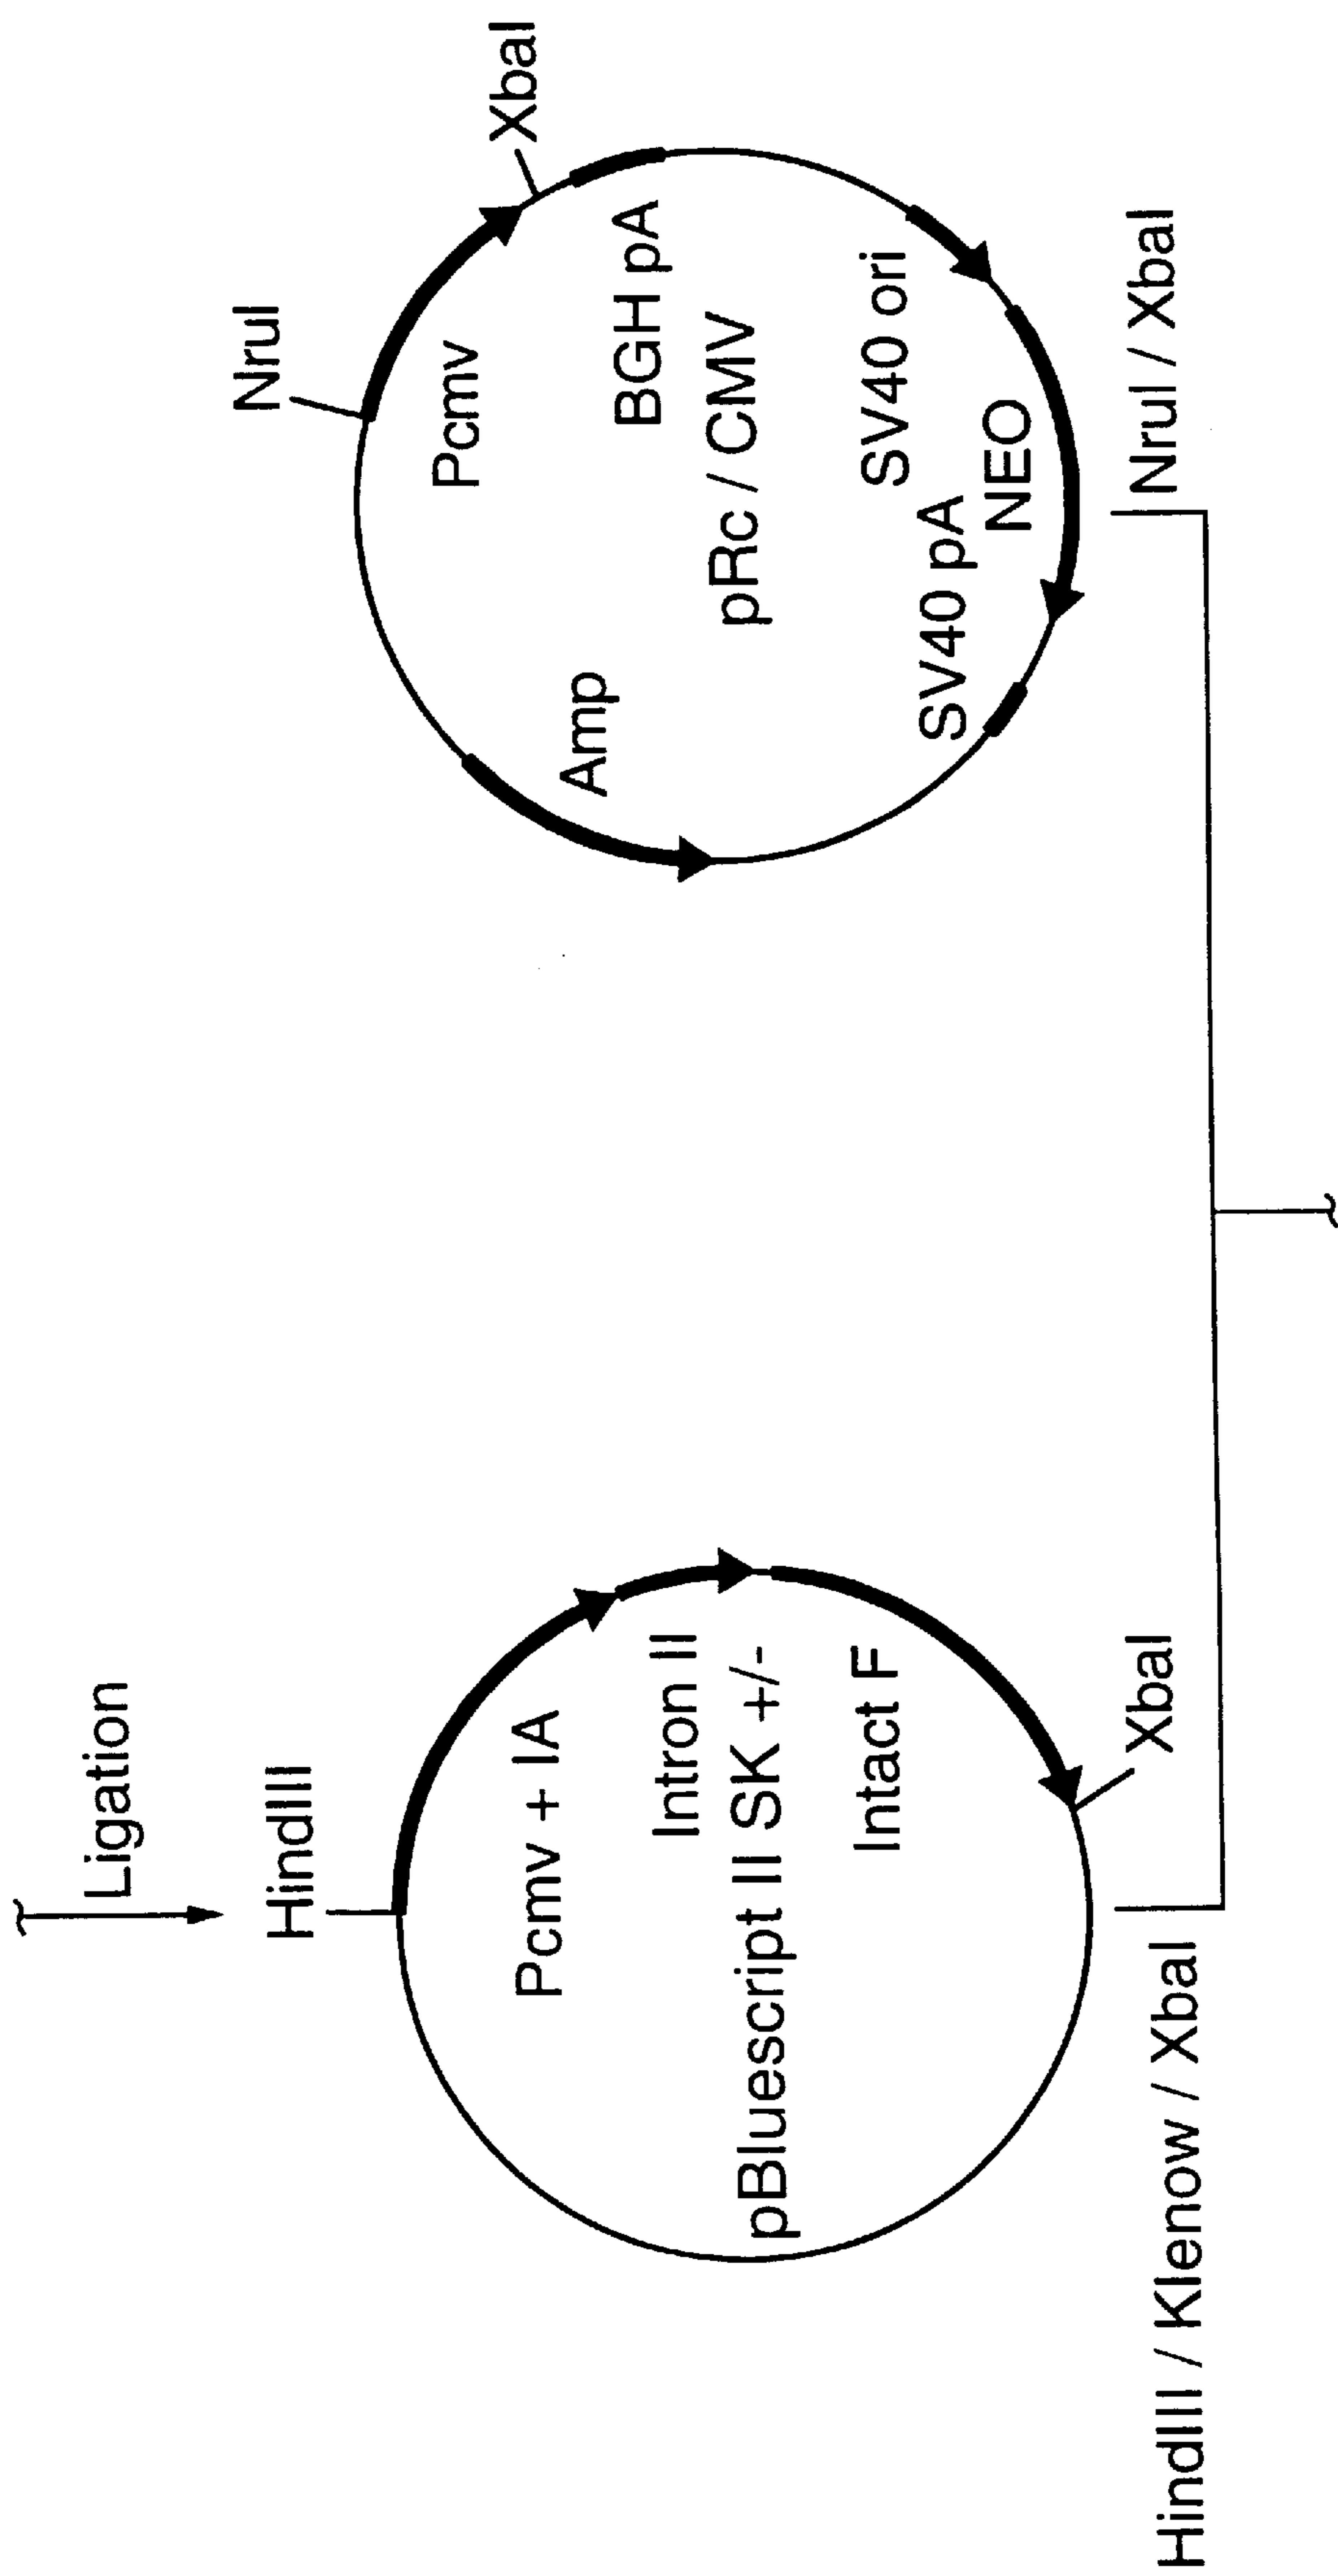 Ligation
HindIII
Pcmv + IA
Intron II
pBluescript II SK +/-
Intact F
XbaI
HindIII / Klenow / XbaI
NruI
XbaI
Pcmv
BGH pA
pRc / CMV
Amp
SV40 ori
SV40 pA
NEO
NruI / XbaI